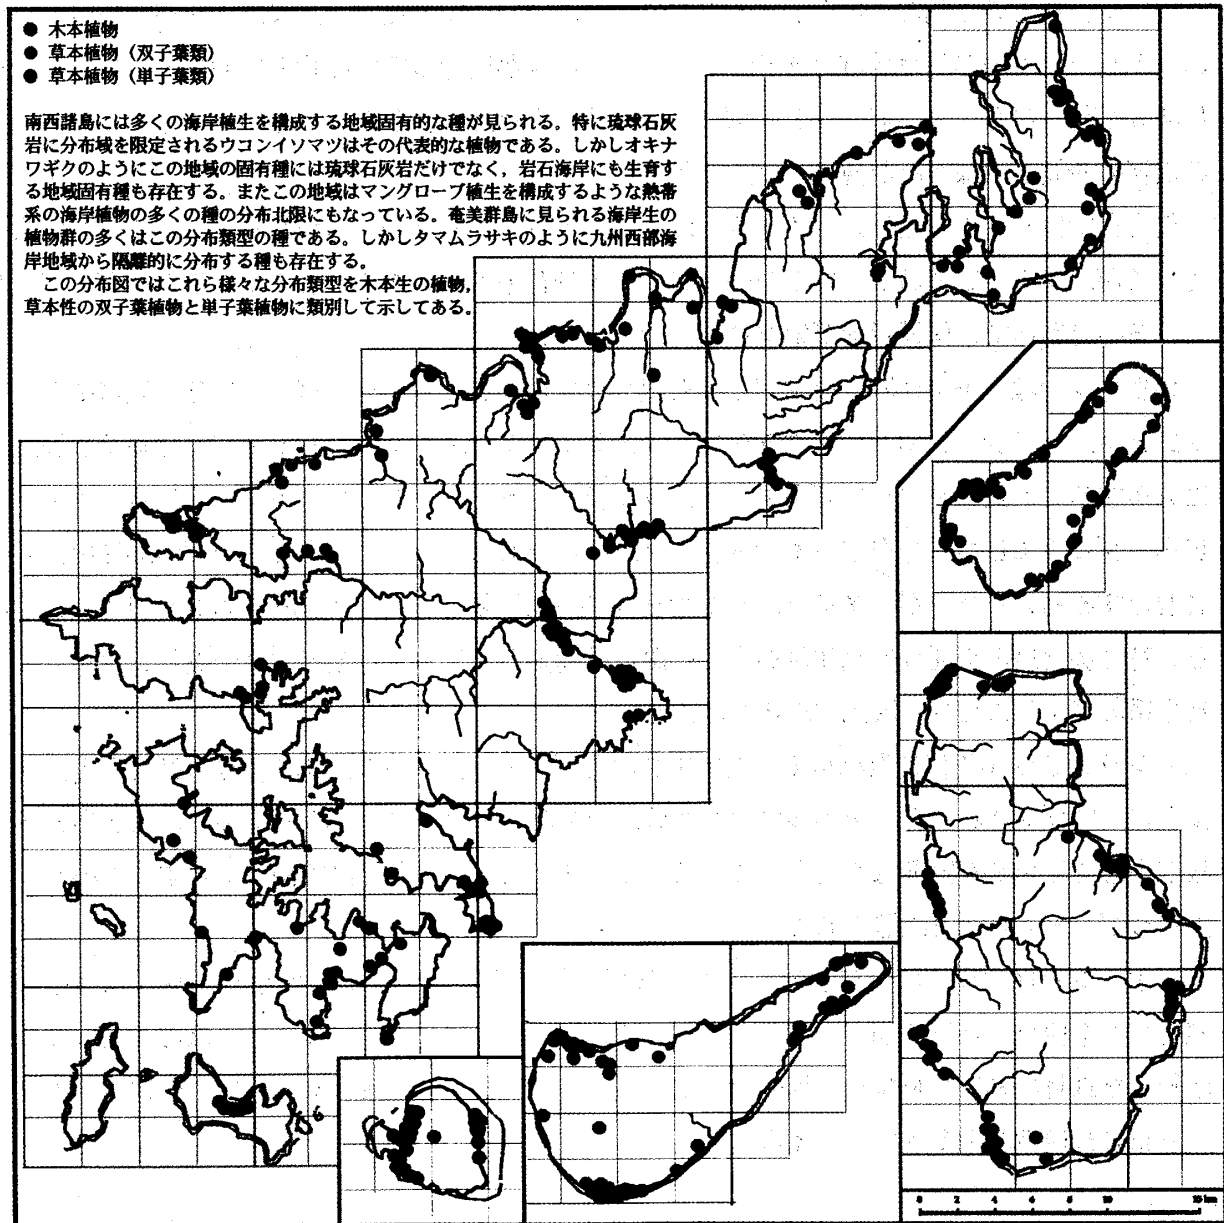 ● 木本植物
● 草本植物（双子葉類）
● 草本植物（単子葉類）
南西諸島には多くの海岸植生を構成する地域固有的な種が見られる。特に琉球石灰
岩に分布域を限定されるウコンイソマツはその代表的な植物である。しかしオキナ
ワギクのようにこの地域の固有種には琉球石灰岩だけでなく，岩石海岸にも生育す
る地域固有種も存在する。またこの地域はマングローブ植生を構成するような熱帯
系の海岸植物の多くの種の分布北限にもなっている。奄美群島に見られる海岸生の
植物群の多くはこの分布類型の種である。しかしタマムラサキのように九州西部海
岸地域から隔離的に分布する種も存在する。
この分布図ではこれら様々な分布類型を木本生の植物，
草本性の双子葉植物と単子葉植物に類別して示してある。
0 2 4 6 8 10 15 km